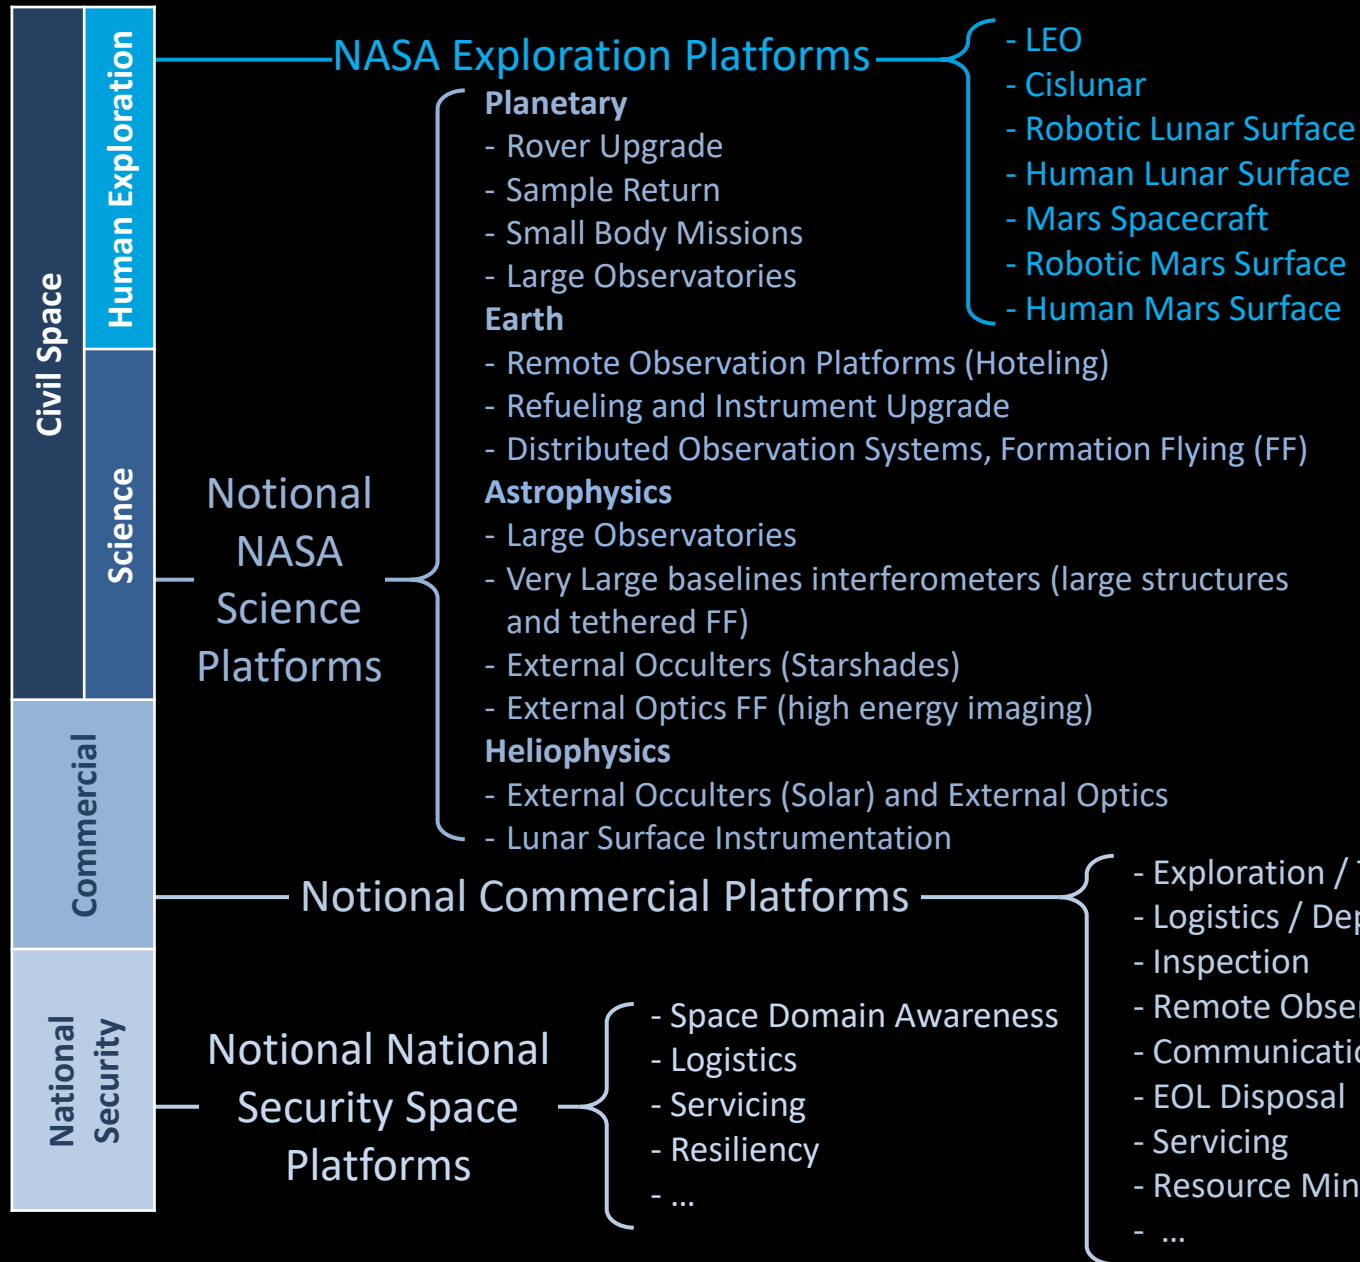 Civil Space
Human Exploration
Science
Commercial
National
Security
NASA Exploration Platforms
- LEO
- Cislunar
- Robotic Lunar Surface
- Human Lunar Surface
- Mars Spacecraft
- Robotic Mars Surface
- Human Mars Surface
Notional
NASA
Science
Platforms
Planetary
- Rover Upgrade
- Sample Return
- Small Body Missions
- Large Observatories
Earth
- Remote Observation Platforms (Hoteling)
- Refueling and Instrument Upgrade
- Distributed Observation Systems, Formation Flying (FF)
Astrophysics
- Large Observatories
- Very Large baselines interferometers (large structures
and tethered FF)
- External Occulters (Starshades)
- External Optics FF (high energy imaging)
Heliophysics
- External Occulters (Solar) and External Optics
- Lunar Surface Instrumentation
Notional Commercial Platforms
- Exploration /
- Logistics /
- Inspection
- Remote
-
- EOL Disposal
- Servicing
- Resource
- ...
Notional National
Security Space
Platforms
- Space Domain Awareness
- Logistics
- Servicing
- Resiliency
- ...